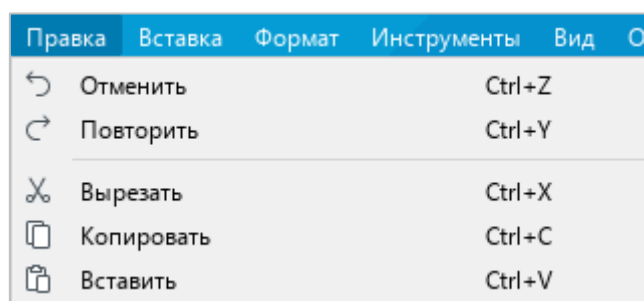 Правка Вставка Формат Инструменты Вид
Отменить Ctrl+Z
Повторить Ctrl+Y
Вырезать Ctrl+X
Копировать Ctrl+C
Вставить Ctrl+V